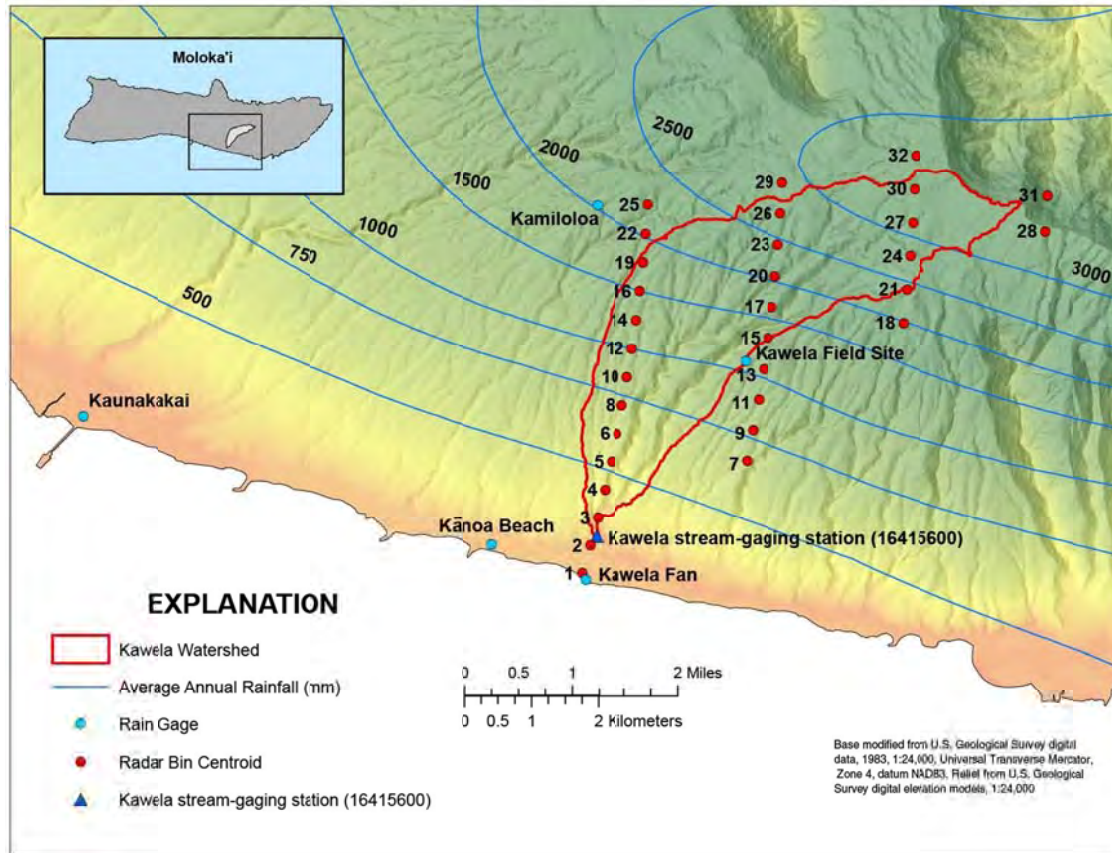 Moloka'i
2500
2000
1500
1000
750
500
3000
32
29
30
31
25
Kamiloloa
26
27
28
22
23
24
19
20
21
16
17
18
14
15
12
Kawela Field Site
13
10
11
8
9
6
7
5
4
3
2
1
Kaunakakai
Kānoa Beach
Kawela stream-gaging station (16415600)
Kawela Fan
EXPLANATION
Kawela Watershed
Average Annual Rainfall (mm)
Rain Gage
Radar Bin Centroid
Kawela stream-gaging station (16415600)
0 0.5 1 2 Miles
0 0.5 1 2 Kilometers
Base modified from U.S. Geological Survey digital
data, 1983, 1:24,000, Universal Transverse Mercator,
Zone 4, datum NAD83, Relief from U.S. Geological
Survey digital elevation models, 1:24,000